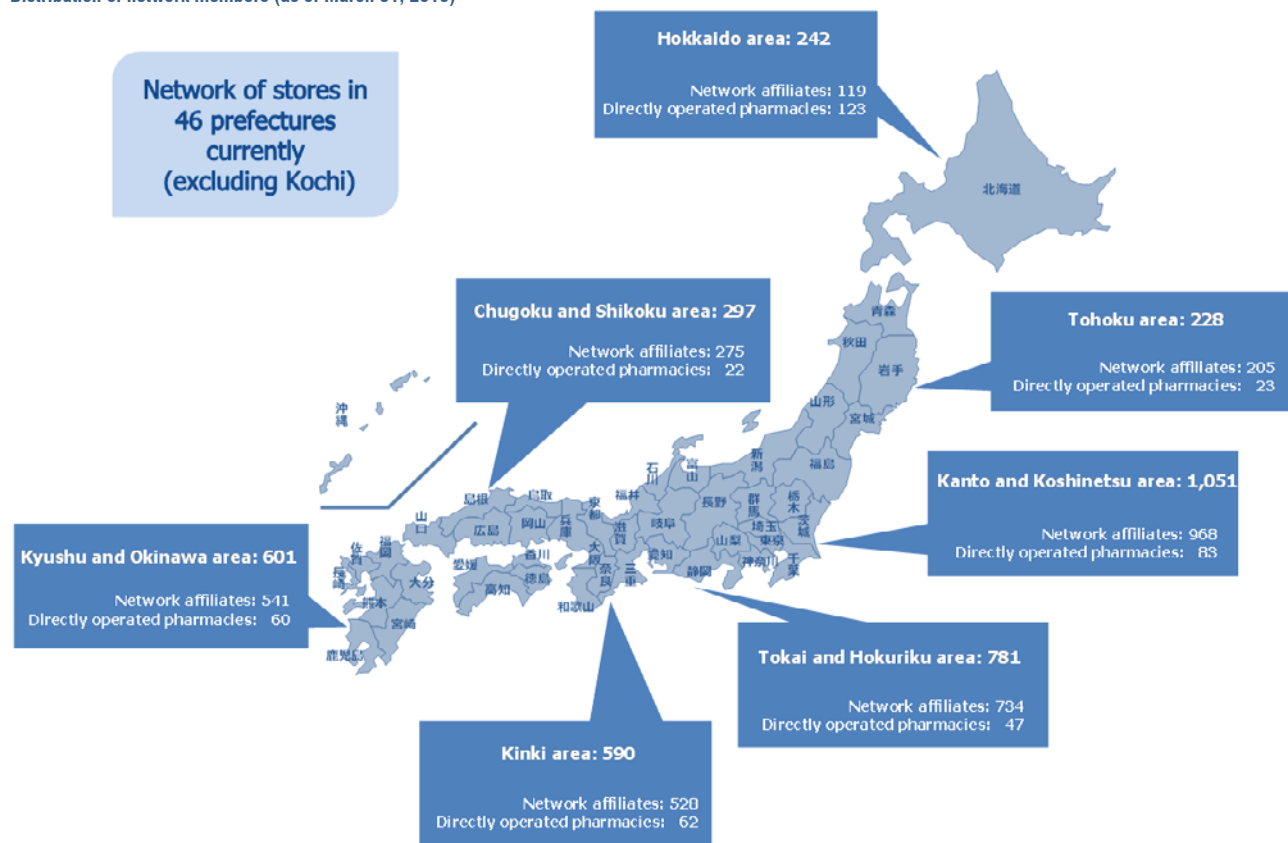 Network of stores in
46 prefectures
currently
(excluding Kochi)
Hokkaido area: 242
Network affiliates: 119
Directly operated pharmacies: 123
北海道
Chugoku and Shikoku area: 297
Network affiliates: 275
Directly operated pharmacies: 22
Tohoku area: 228
Network affiliates: 205
Directly operated pharmacies: 23
青森
秋田
岩手
山形
宮城
福島
新潟
沖縄
Kanto and Koshinetsu area: 1,051
Network affiliates: 968
Directly operated pharmacies: 83
石川
富山
福井
長野
群馬
栃木
茨城
埼玉
東京
山梨
神奈川
千葉
岐阜
愛知
静岡
三重
滋賀
京都
兵庫
大阪
奈良
和歌山
鳥取
島根
岡山
広島
山口
香川
愛媛
徳島
高知
福岡
佐賀
長崎
大分
熊本
宮崎
鹿児島
Kyushu and Okinawa area: 601
Network affiliates: 541
Directly operated pharmacies: 60
Tokai and Hokuriku area: 781
Network affiliates: 734
Directly operated pharmacies: 47
Kinki area: 590
Network affiliates: 528
Directly operated pharmacies: 62